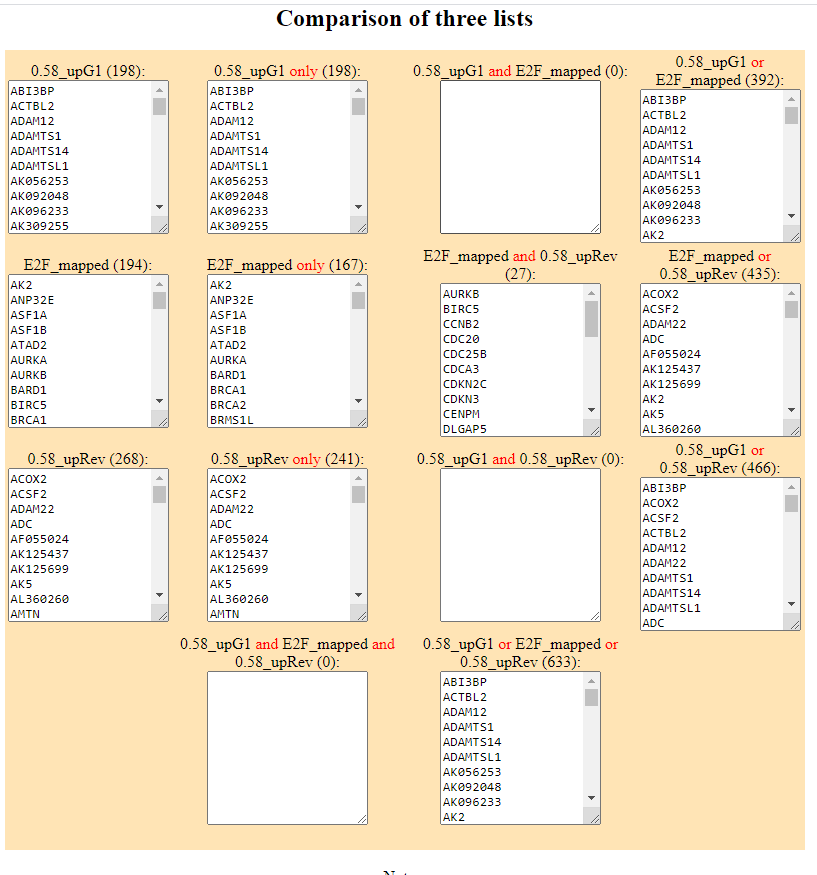 Comparison of three lists
0.58_upG1 (198):
ABI3BP
ACTBL2
ADAM12
ADAMTS1
ADAMTS14
ADAMTSL1
AK056253
AK092048
AK096233
AK309255
0.58_upG1 only (198):
ABI3BP
ACTBL2
ADAM12
ADAMTS1
ADAMTS14
ADAMTSL1
AK056253
AK092048
AK096233
AK309255
0.58_upG1 and E2F_mapped (0):
0.58_upG1 or
E2F_mapped (392):
ABI3BP
ACTBL2
ADAM12
ADAMTS1
ADAMTS14
ADAMTSL1
AK056253
AK092048
AK096233
AK2
E2F_mapped (194):
AK2
ANP32E
ASF1A
ASF1B
ATAD2
AURKA
AURKB
BARD1
BIRC5
BRCA1
E2F_mapped only (167):
AK2
ANP32E
ASF1A
ASF1B
ATAD2
AURKA
BARD1
BRCA1
BRCA2
BRMS1L
E2F_mapped and 0.58_upRev
(27):
AURKB
BIRC5
CCNB2
CDC20
CDC25B
CDCA3
CDKN2C
CDKN3
CENPM
DLGAP5
E2F_mapped or
0.58_upRev (435):
ACOX2
ACSF2
ADAM22
ADC
AF055024
AK125437
AK125699
AK2
AK5
AL360260
0.58_upRev (268):
ACOX2
ACSF2
ADAM22
ADC
AF055024
AK125437
AK125699
AK5
AL360260
AMTN
0.58_upRev only (241):
ACOX2
ACSF2
ADAM22
ADC
AF055024
AK125437
AK125699
AK5
AL360260
AMTN
0.58_upG1 and 0.58_upRev (0):
0.58_upG1 or
0.58_upRev (466):
ABI3BP
ACOX2
ACSF2
ACTBL2
ADAM12
ADAM22
ADAMTS1
ADAMTS14
ADAMTSL1
ADC
0.58_upG1 and E2F_mapped and
0.58_upRev (0):
0.58_upG1 or E2F_mapped or
0.58_upRev (633):
ABI3BP
ACTBL2
ADAM12
ADAMTS1
ADAMTS14
ADAMTSL1
AK056253
AK092048
AK096233
AK2